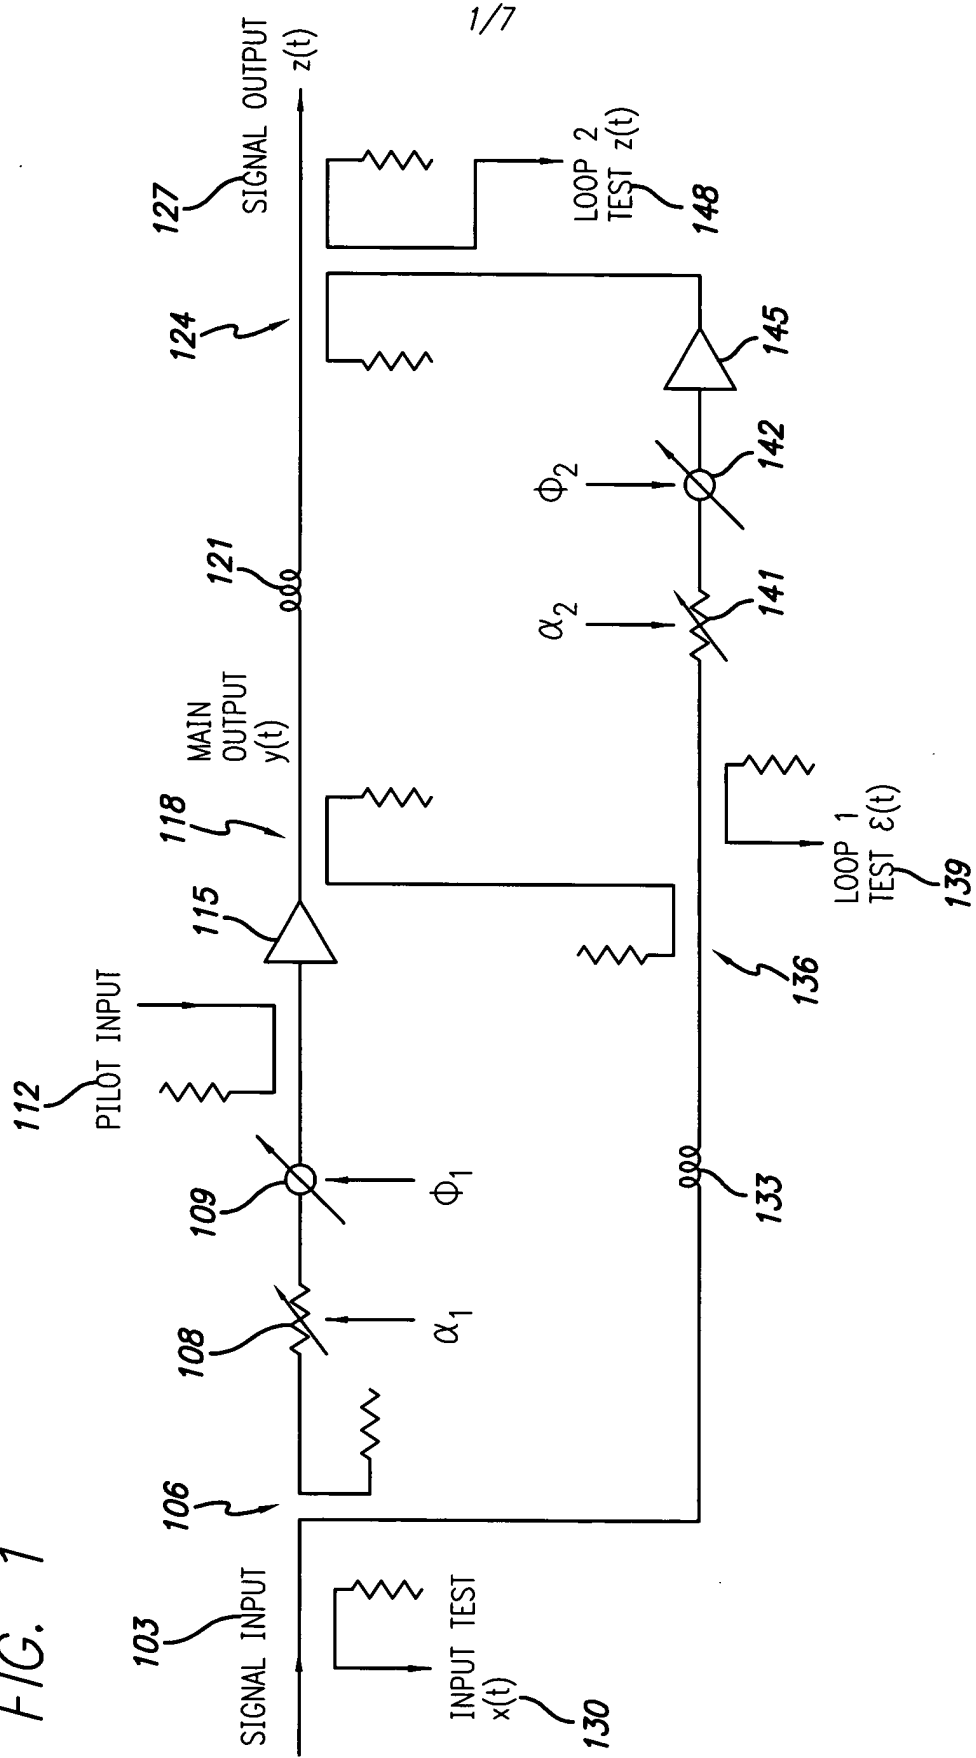 1/7
FIG. 1
103
SIGNAL INPUT
INPUT TEST
x(t)
130
106
108
α1
109
ϕ1
112
PILOT INPUT
115
118
MAIN
OUTPUT
y(t)
121
124
127
SIGNAL OUTPUT
z(t)
133
136
LOOP 1
TEST ε(t)
139
α2
141
ϕ2
142
145
LOOP 2
TEST z(t)
148